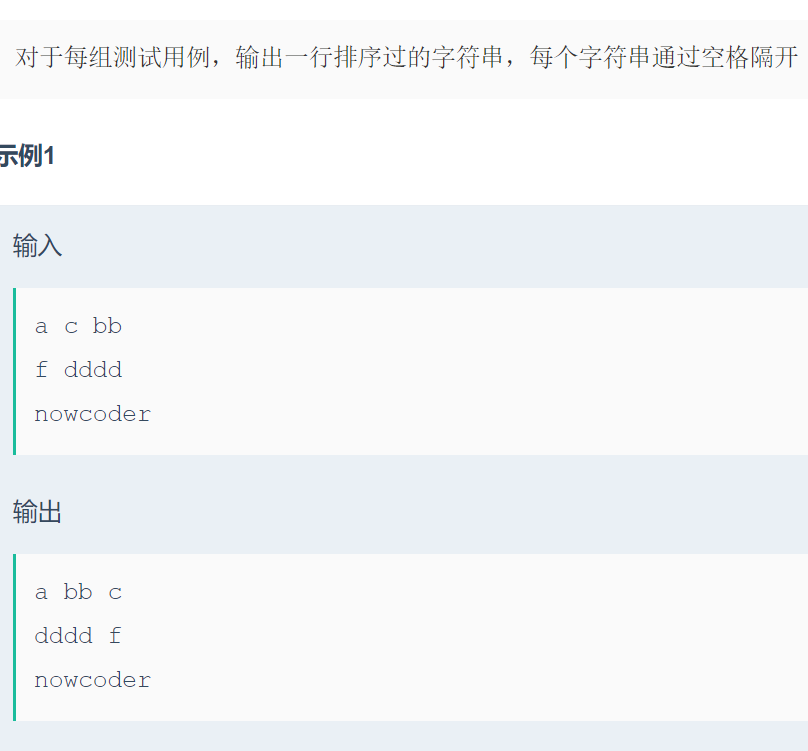 对于每组测试用例，输出一行排序过的字符串，每个字符串通过空格隔开
示例1
输入
a c bb
f dddd
nowcoder
输出
a bb c
dddd f
nowcoder